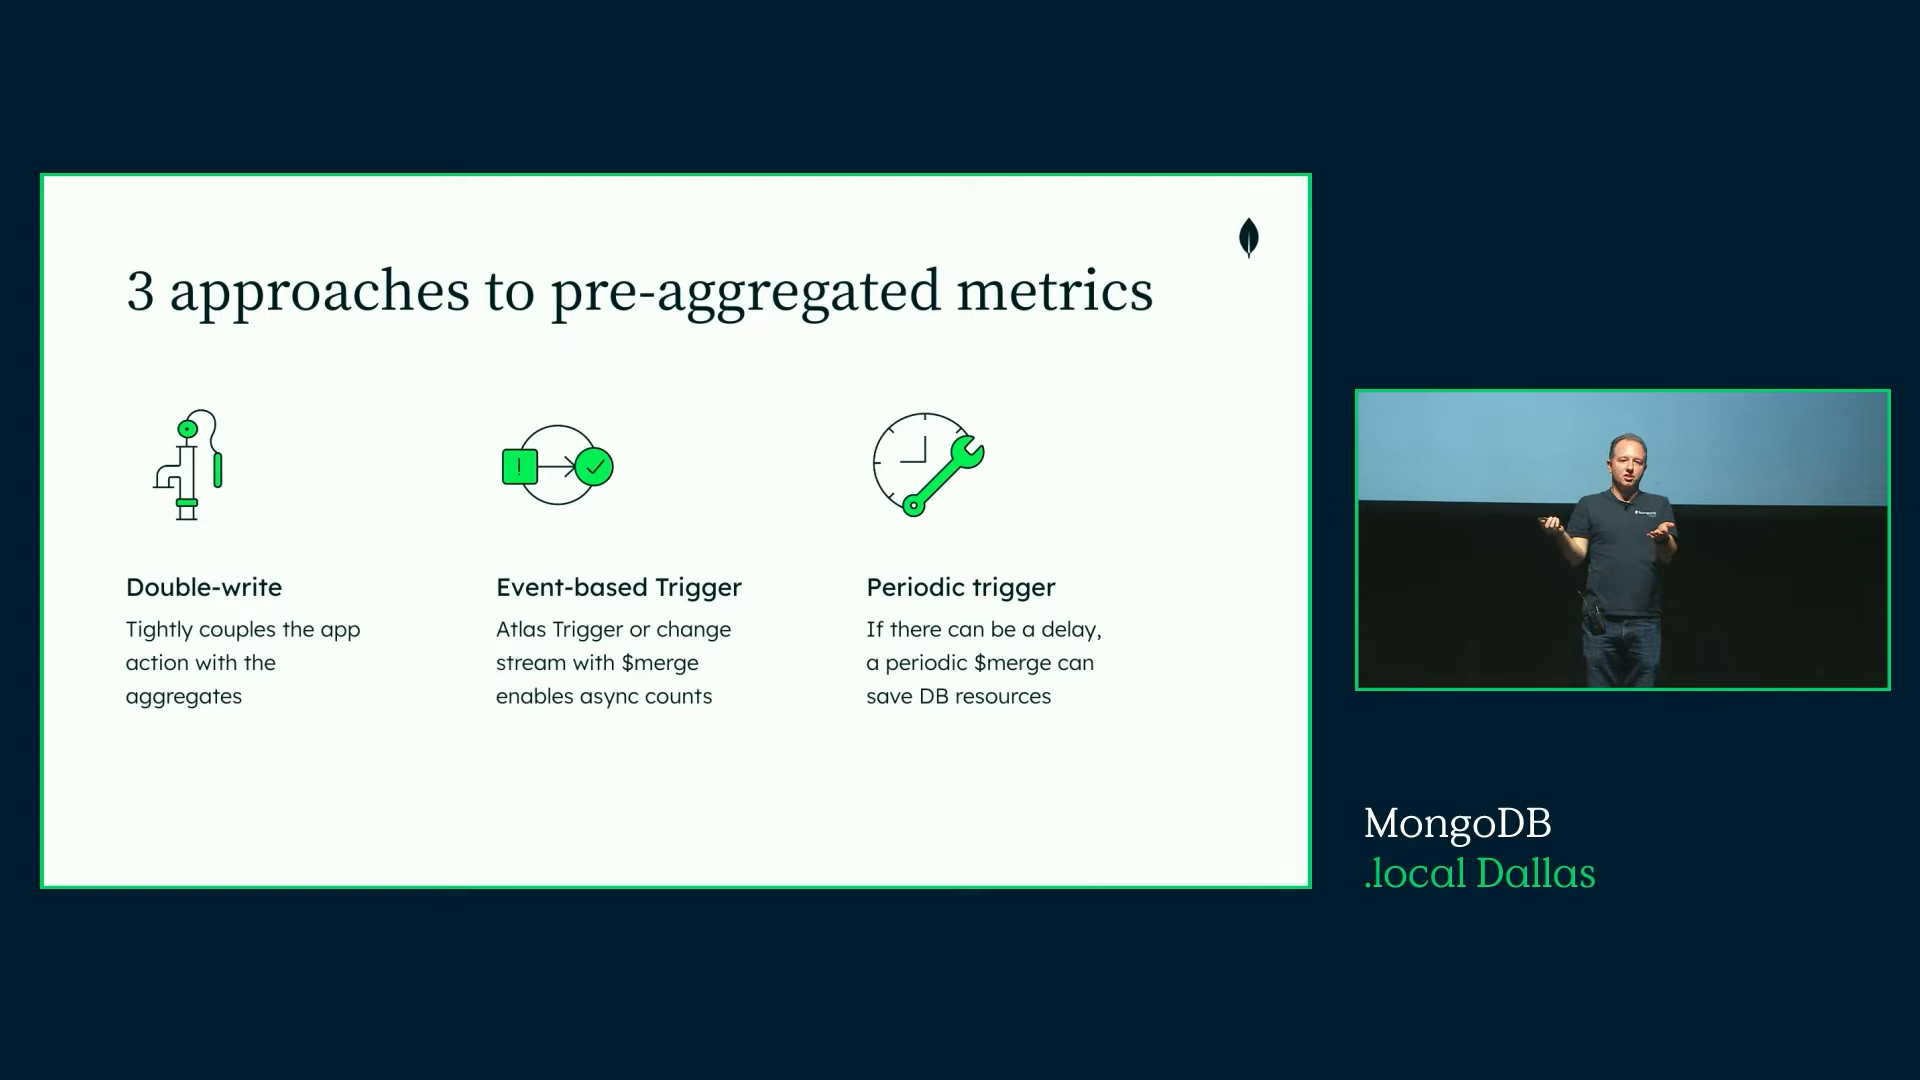 3 approaches to pre-aggregated metrics
Double-write
Tightly couples the app
action with the
aggregates
Event-based Trigger
Atlas Trigger or change
stream with $merge
enables async counts
Periodic trigger
If there can be a delay,
a periodic $merge can
save DB resources
MongoDB
.local Dallas